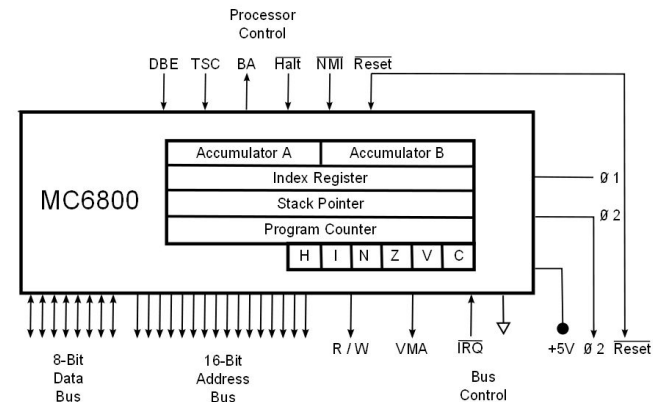 Processor
Control
DBE TSC BA Halt NMI Reset
Accumulator A Accumulator B
Index Register
MC6800
Stack Pointer
Program Counter
H I N Z V C
Ø 1
Ø 2
R / W VMA IRQ +5V Ø 2 Reset
8-Bit
Data
Bus
16-Bit
Address
Bus
Bus
Control